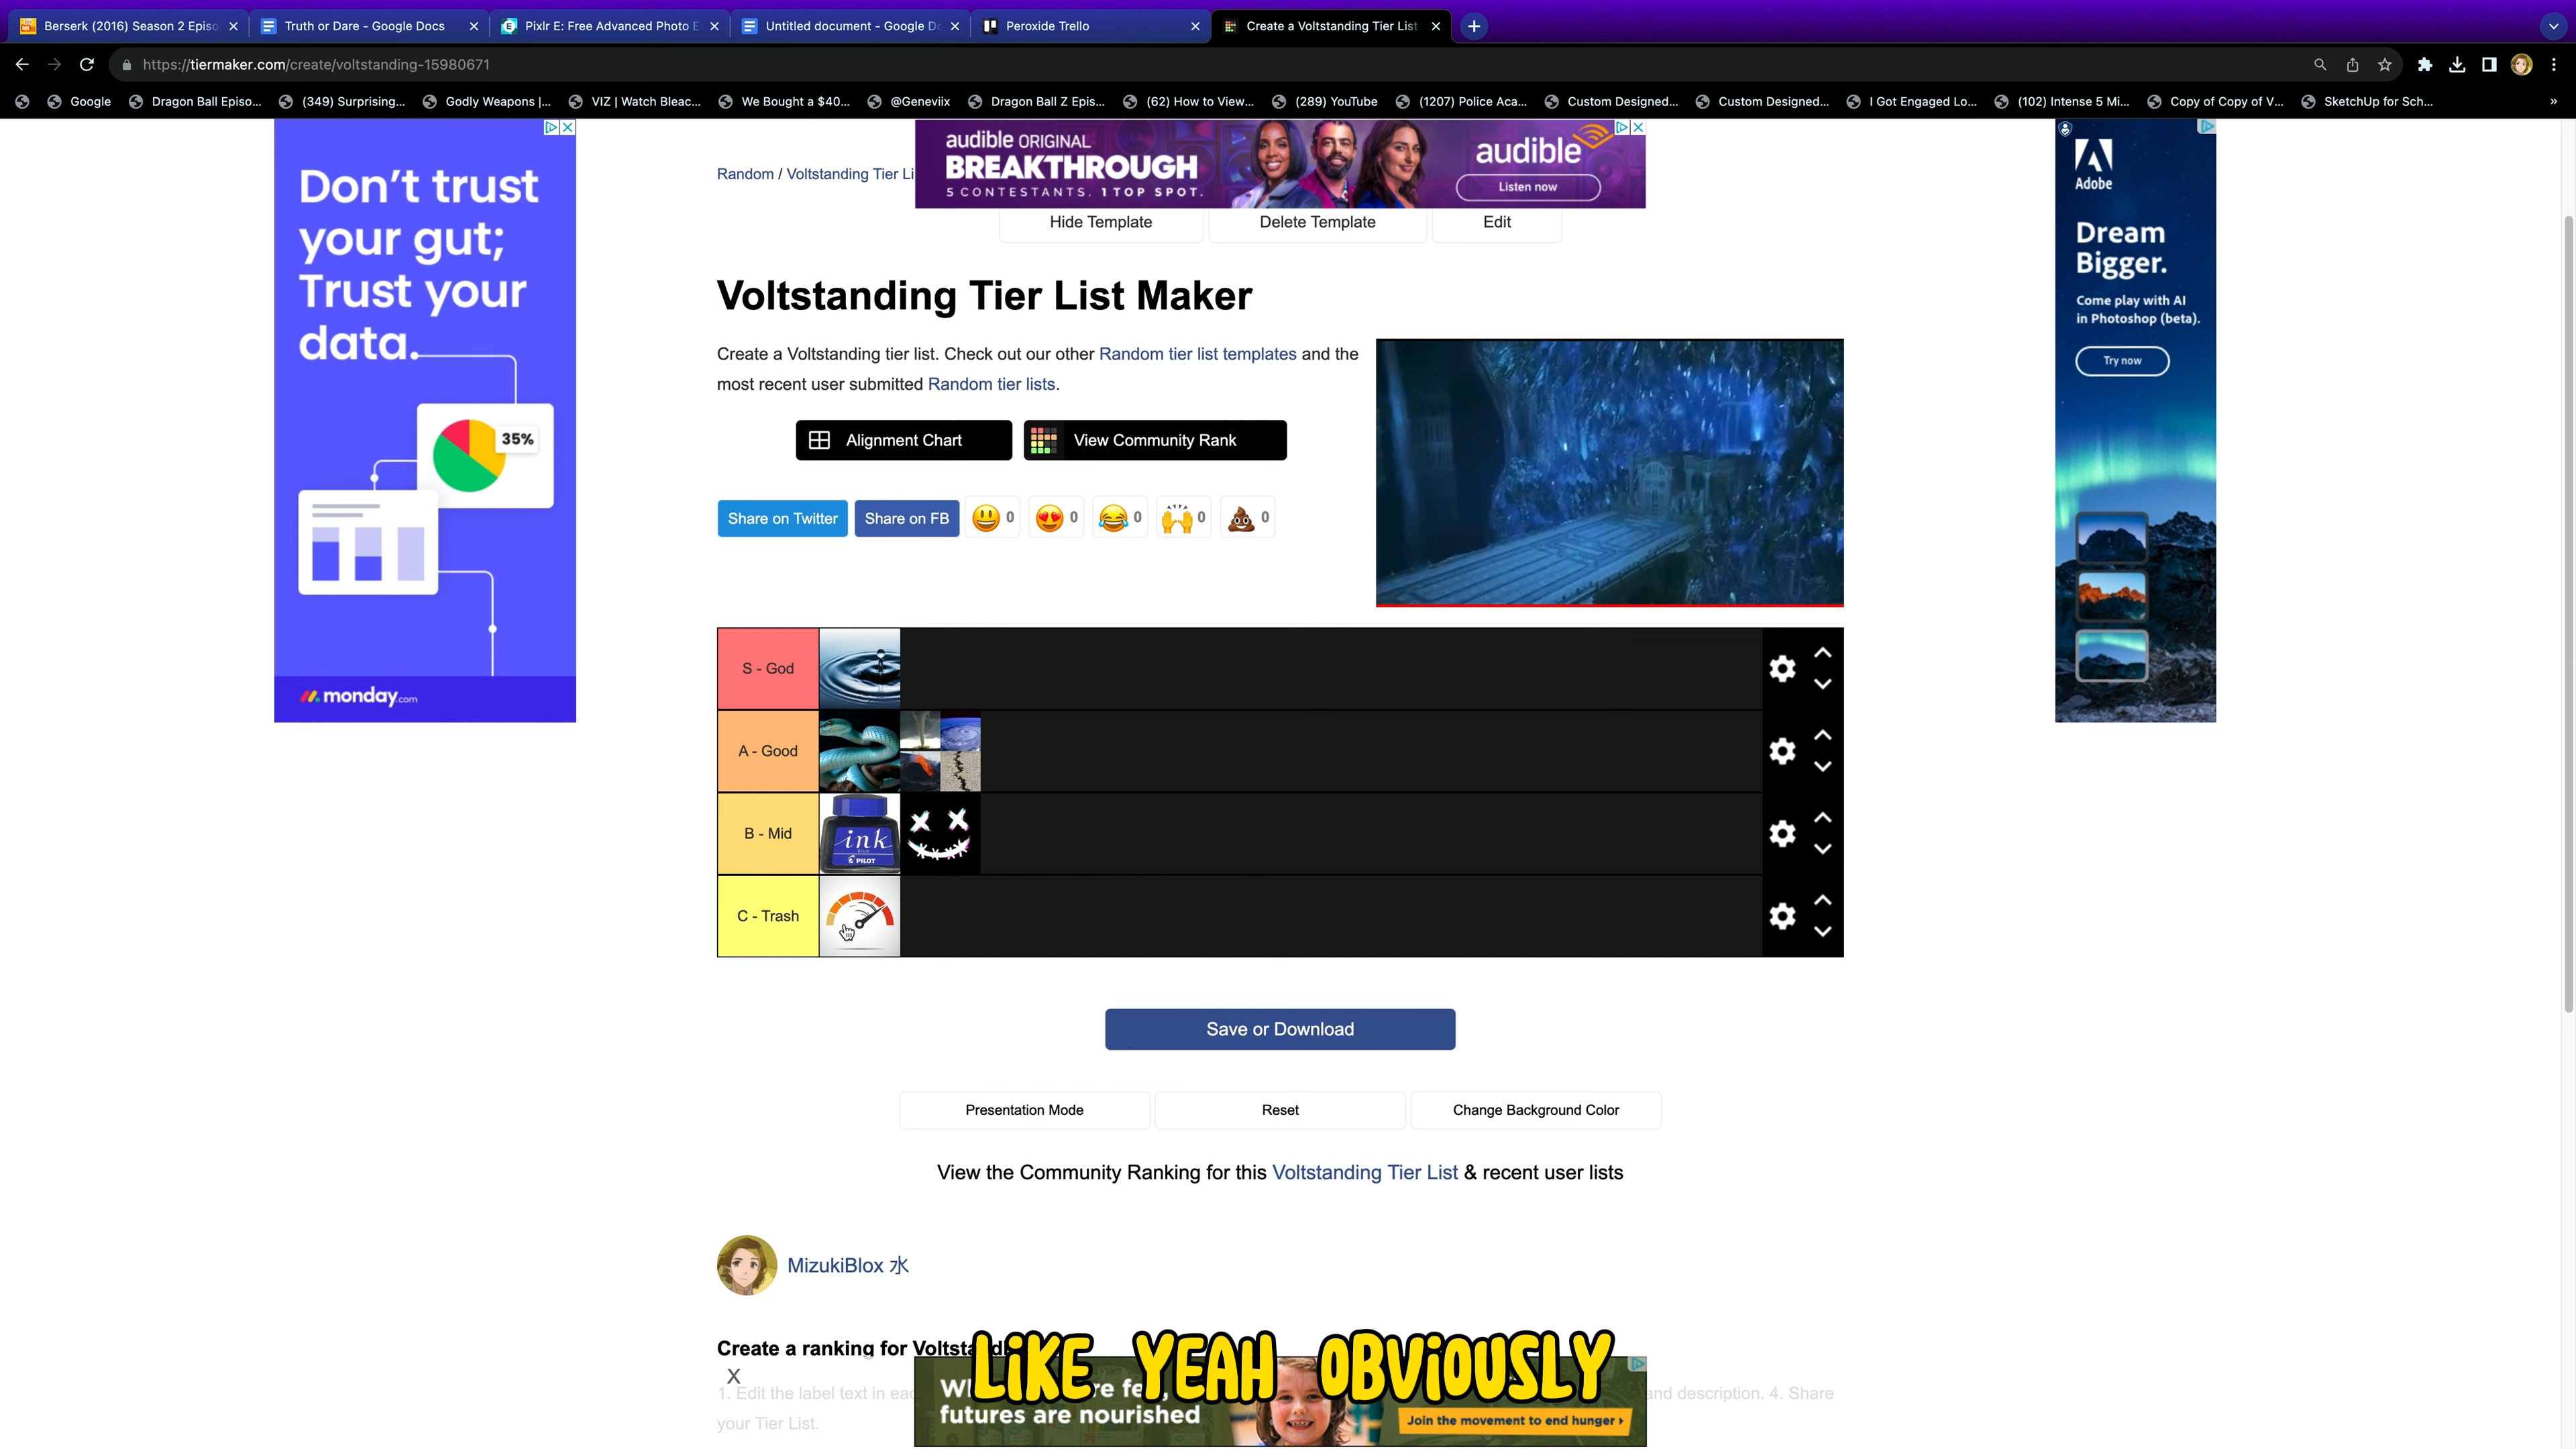 Berserk (2016) Season 2 Episo
Truth or Dare - Google Docs
Pixlr E: Free Advanced Photo E
Untitled document - Google Do
Peroxide Trello
Create a Voltstanding Tier List
https://tiermaker.com/create/voltstanding-15980671
Google
Dragon Ball Episo...
(349) Surprising...
Godly Weapons |...
VIZ | Watch Bleac...
We Bought a $40...
@Geneviix
Dragon Ball Z Epis...
(62) How to View...
(289) YouTube
(1207) Police Aca...
Custom Designed...
Custom Designed...
I Got Engaged Lo...
(102) Intense 5 Mi...
Copy of Copy of V...
SketchUp for Sch...
»
Don't trust
your gut;
Trust your
data.
35%
monday.com
Random / Voltstanding Tier Li
audible ORIGINAL
BREAKTHROUGH
5 CONTESTANTS. 1 TOP SPOT.
audible
Listen now
Hide Template
Delete Template
Edit
Voltstanding Tier List Maker
Create a Voltstanding tier list. Check out our other Random tier list templates and the
most recent user submitted Random tier lists.
Alignment Chart
View Community Rank
Share on Twitter
Share on FB
0
0
0
0
0
Adobe
Dream
Bigger.
Come play with AI
in Photoshop (beta).
Try now
S - God
A - Good
B - Mid
ink
PILOT
C - Trash
Save or Download
Presentation Mode
Reset
Change Background Color
View the Community Ranking for this Voltstanding Tier List & recent user lists
MizukiBlox 水
Create a ranking for Voltsta
LIKE YEAH OBVIOUSLY
X
1. Edit the label text in ea
and description. 4. Share
your Tier List.
futures are nourished
Join the movement to end hunger